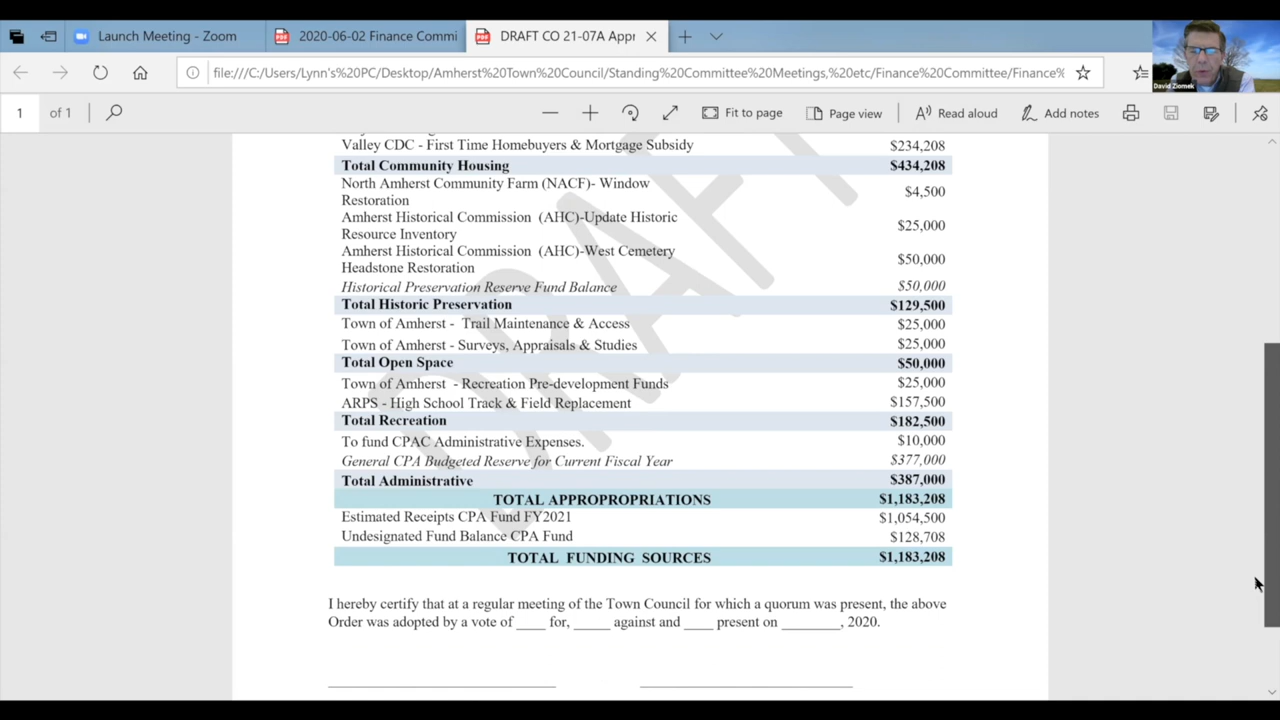 Launch Meeting - Zoom
2020-06-02 Finance Commi
DRAFT CO 21-07A Appr
David Ziomek
file:///C:/Users/Lynn's%20PC/Desktop/Amherst%20Town%20Council/Standing%20Committee%20Meetings,%20etc/Finance%20Committee/Finance%
1 of 1
Fit to page
Page view
Read aloud
Add notes
DRAFT
Valley CDC - First Time Homebuyers & Mortgage Subsidy $234,208
Total Community Housing $434,208
North Amherst Community Farm (NACF)- Window
Restoration $4,500
Amherst Historical Commission (AHC)-Update Historic
Resource Inventory $25,000
Amherst Historical Commission (AHC)-West Cemetery
Headstone Restoration $50,000
Historical Preservation Reserve Fund Balance $50,000
Total Historic Preservation $129,500
Town of Amherst - Trail Maintenance & Access $25,000
Town of Amherst - Surveys, Appraisals & Studies $25,000
Total Open Space $50,000
Town of Amherst - Recreation Pre-development Funds $25,000
ARPS - High School Track & Field Replacement $157,500
Total Recreation $182,500
To fund CPAC Administrative Expenses. $10,000
General CPA Budgeted Reserve for Current Fiscal Year $377,000
Total Administrative $387,000
TOTAL APPROPROPRIATIONS $1,183,208
Estimated Receipts CPA Fund FY2021 $1,054,500
Undesignated Fund Balance CPA Fund $128,708
TOTAL FUNDING SOURCES $1,183,208
I hereby certify that at a regular meeting of the Town Council for which a quorum was present, the above
Order was adopted by a vote of ____ for, _____ against and ____ present on ________, 2020.